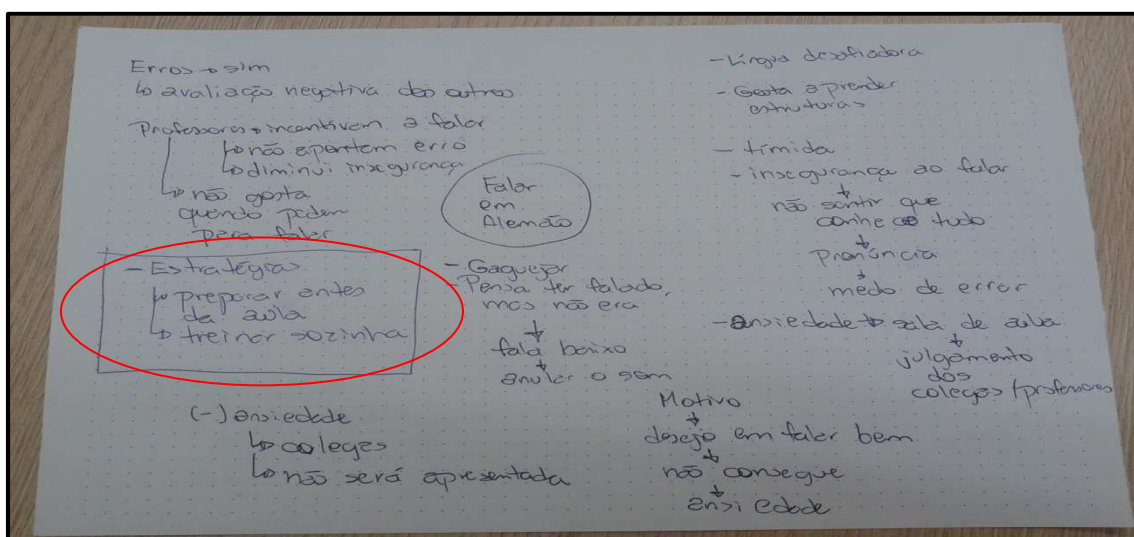 Erros → sim
↳ avaliação negativa dos outros
Professores → incentivem a falar
↳ não apontem erro
↳ diminui insegurança
↳ não gosta
quando pedem
para falar
- Estratégias
↳ preparar antes
da aula
↳ treinar sozinha
(-) ansiedade
↳ colegas
↳ não será apresentada
Falar
em
Alemão
- Gaguejar
- Pensa ter falado,
mas não era
↓
fala baixo
↓
anular o som
Motivo
↓
desejo em falar bem
↓
não consegue
↓
ansiedade
- Língua desafiadora
- Gosta aprender
estruturas
- tímida
- insegurança ao falar
↓
não sentir que
conhece tudo
↓
Pronúncia
↓
medo de errar
- ansiedade → sala de aula
↓
julgamento
dos
colegas / professores